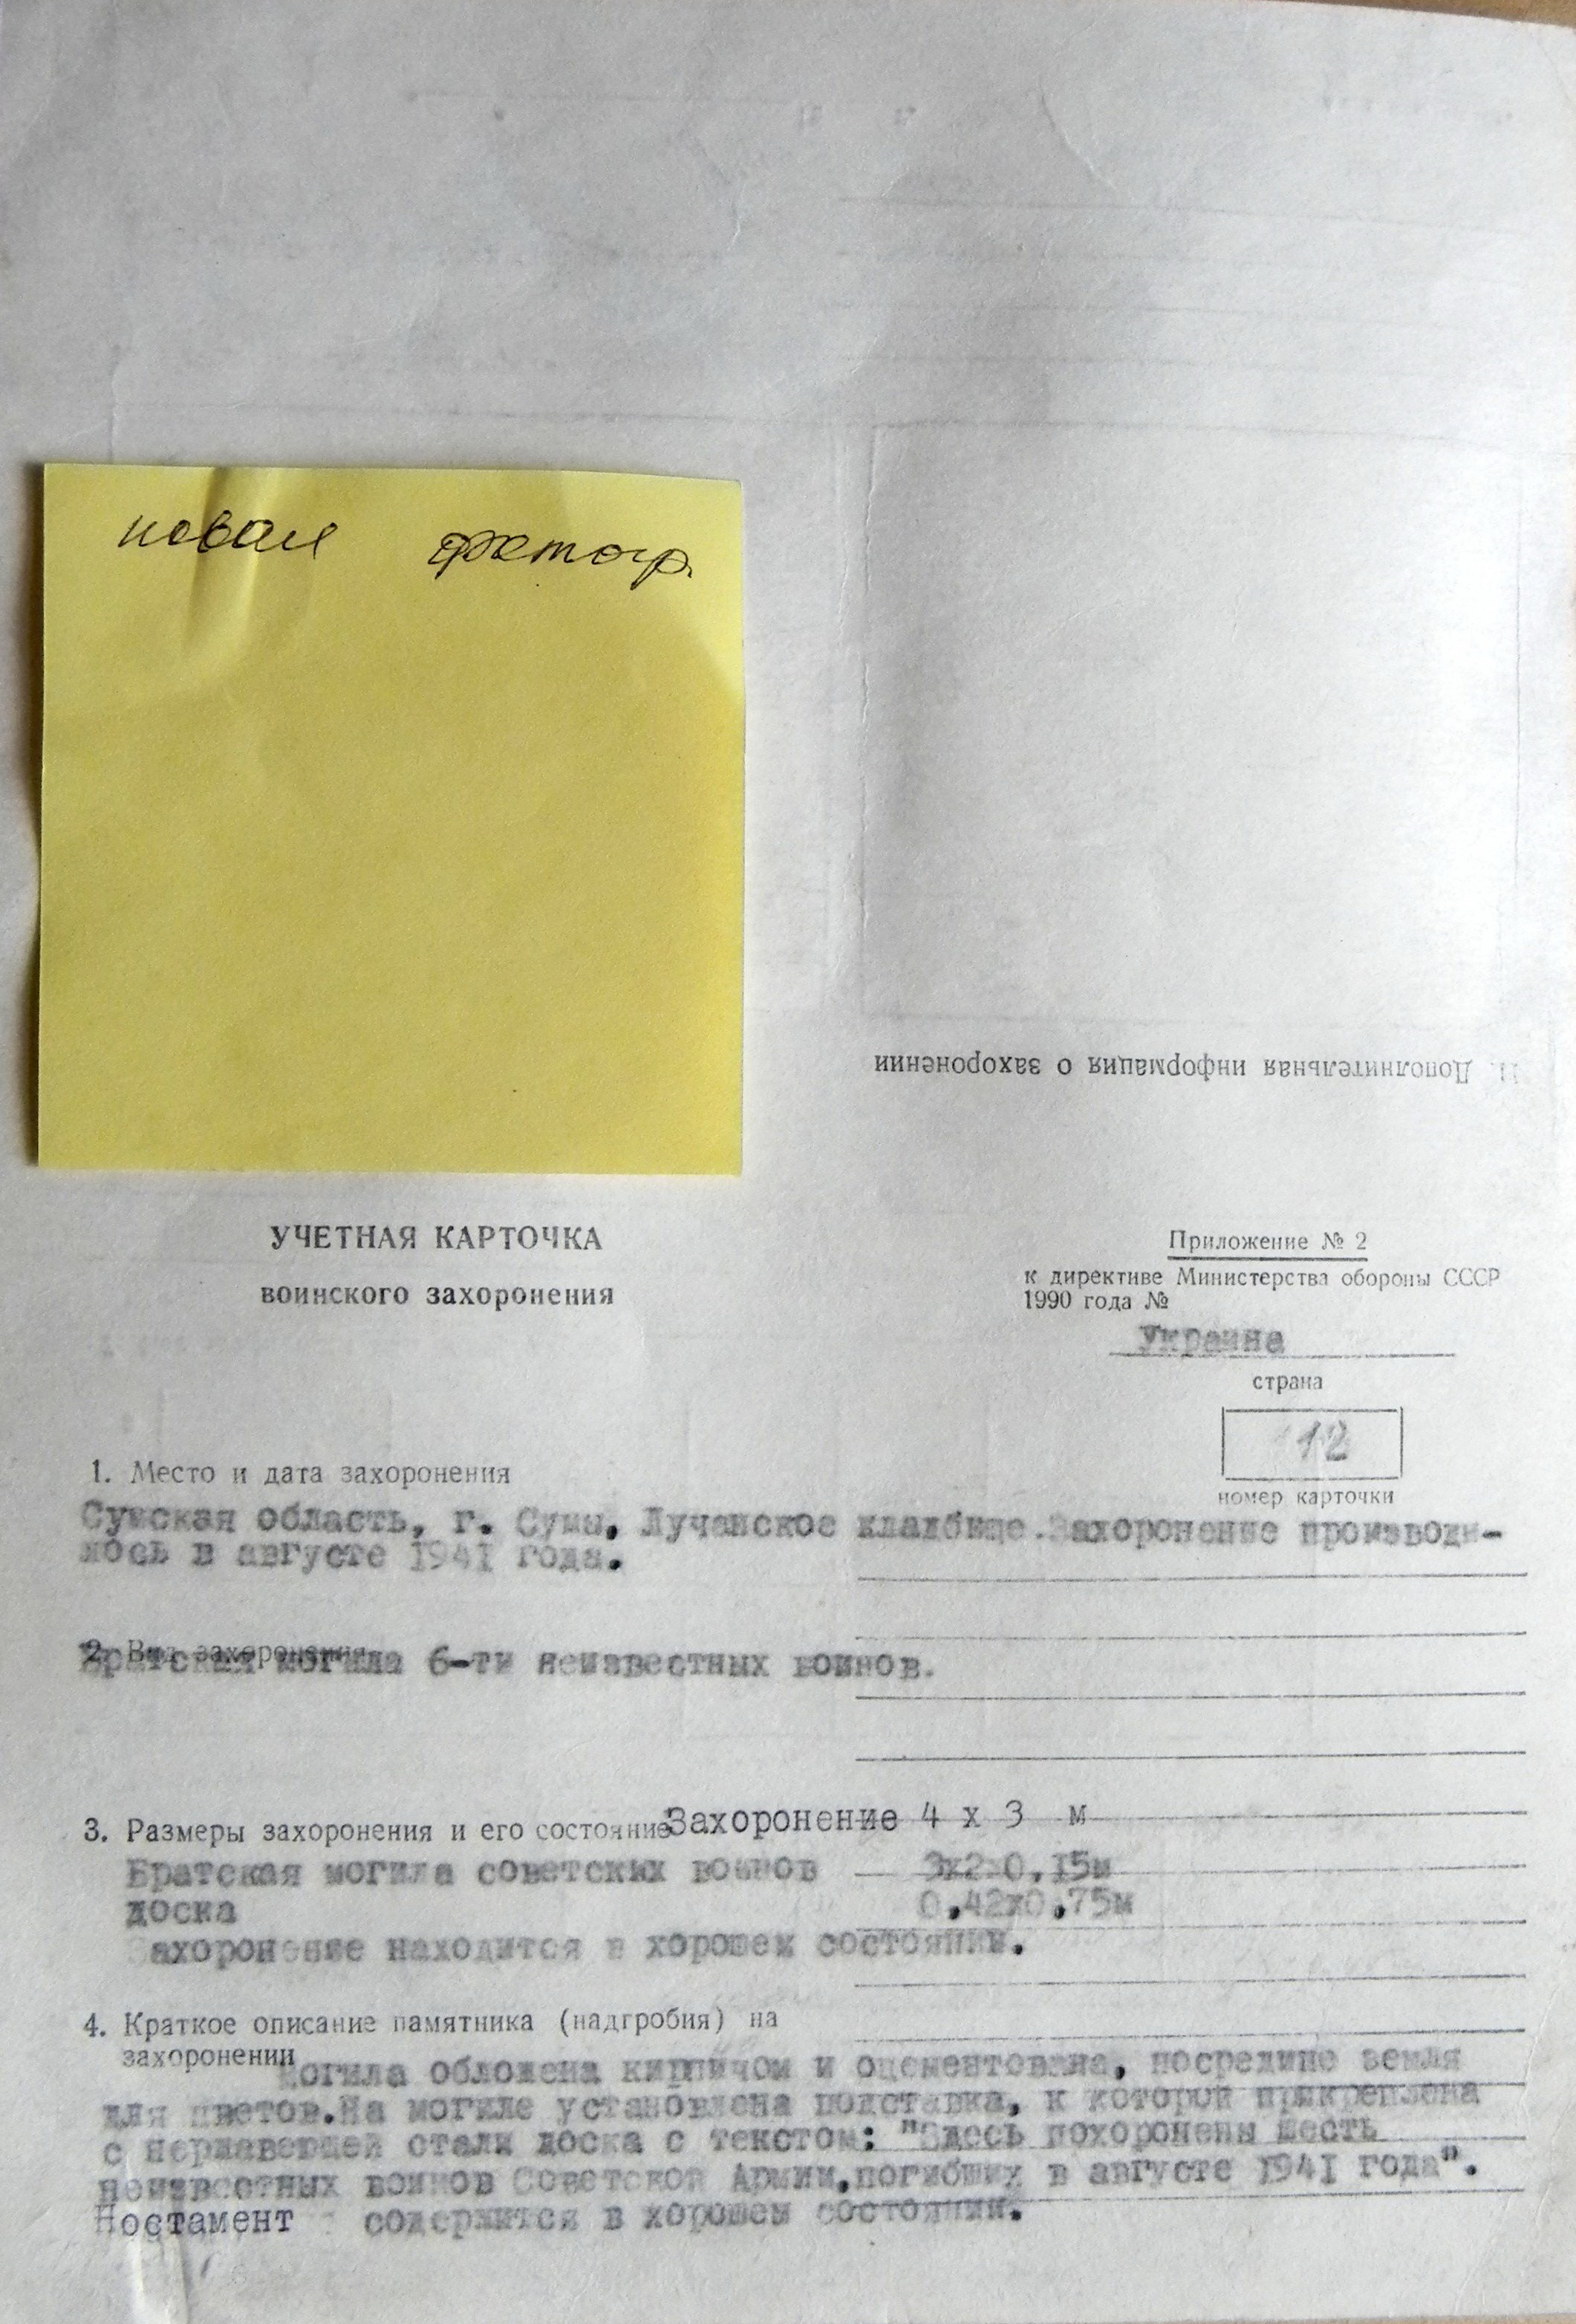 новая фотогр.
11. Дополнительная информация о захоронении
УЧЕТНАЯ КАРТОЧКА
воинского захоронения
Приложение № 2
к директиве Министерства обороны СССР
1990 года №
Украина
страна
12
номер карточки
1. Место и дата захоронения
Сумская область, г. Сумы, Лучанское кладбище. Захоронение производи-
лось в августе 1941 года.
2. Вид захоронения
Братская могила 6-ти неизвестных воинов.
3. Размеры захоронения и его состояние Захоронение 4 х 3 м
Братская могила советских воинов 3х2х0,15м
доска 0,42х0,75м
Захоронение находится в хорошем состоянии.
4. Краткое описание памятника (надгробия) на
захоронении Могила обложена кирпичом и оцементована, посредине земля
для цветов.На могиле установлена подставка, к которой прикреплена
с нержавеющей стали доска с текстом: "Здесь похоронены шесть
неизвестных воинов Советской Армии,погибших в августе 1941 года".
Постамент содержится в хорошем состоянии.